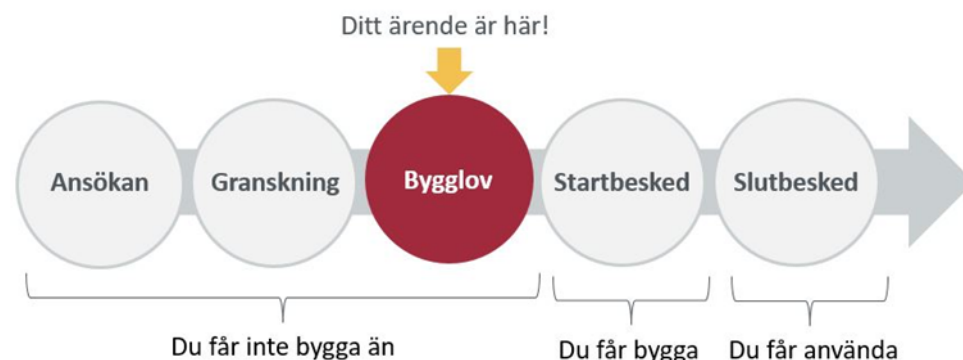 Ditt ärende är här!
Ansökan
Granskning
Bygglov
Startbesked
Slutbesked
Du får inte bygga än
Du får bygga
Du får använda